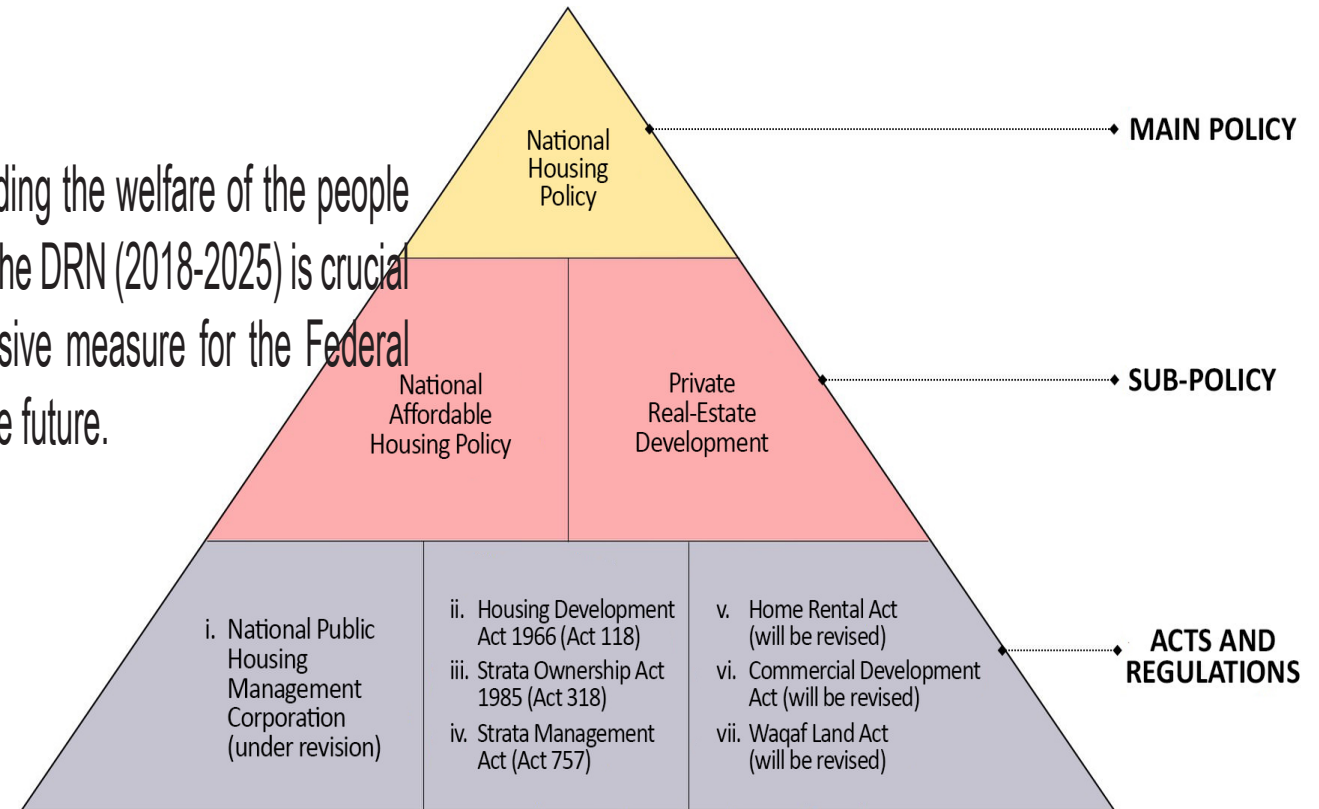 National
Housing
Policy
MAIN POLICY
ding the welfare of the people
he DRN (2018-2025) is crucial
sive measure for the Federal
e future.
National
Affordable
Housing Policy
Private
Real-Estate
Development
SUB-POLICY
i. National Public
Housing
Management
Corporation
(under revision)
ii. Housing Development
Act 1966 (Act 118)
iii. Strata Ownership Act
1985 (Act 318)
iv. Strata Management
Act (Act 757)
v. Home Rental Act
(will be revised)
vi. Commercial Development
Act (will be revised)
vii. Waqaf Land Act
(will be revised)
ACTS AND
REGULATIONS